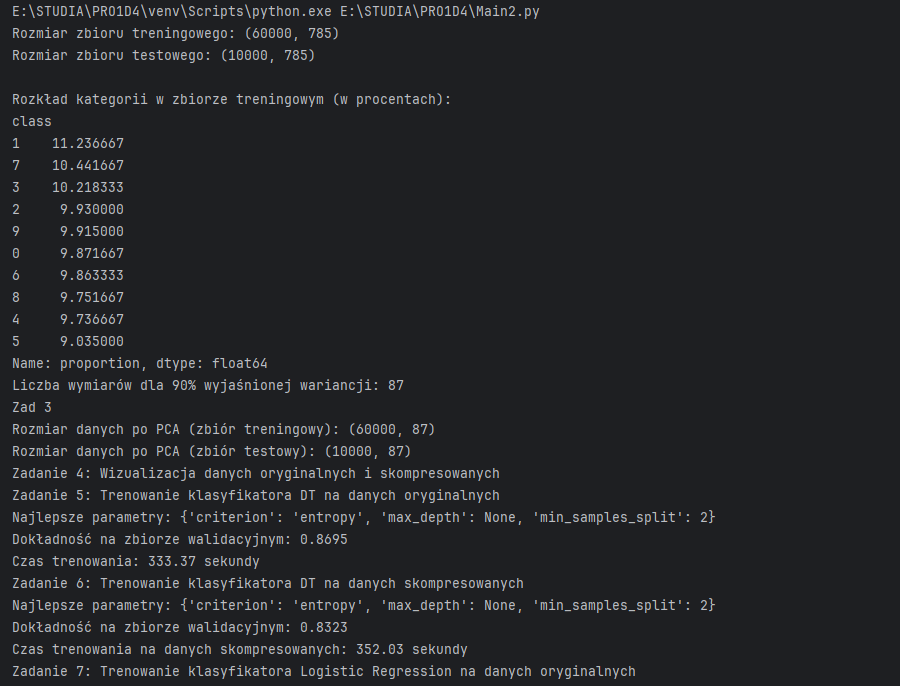 E:\STUDIA\PRO1D4\venv\Scripts\python.exe E:\STUDIA\PRO1D4\Main2.py
Rozmiar zbioru treningowego: (60000, 785)
Rozmiar zbioru testowego: (10000, 785)
Rozkład kategorii w zbiorze treningowym (w procentach):
class
1    11.236667
7    10.441667
3    10.218333
2     9.930000
9     9.915000
0     9.871667
6     9.863333
8     9.751667
4     9.736667
5     9.035000
Name: proportion, dtype: float64
Liczba wymiarów dla 90% wyjaśnionej wariancji: 87
Zad 3
Rozmiar danych po PCA (zbiór treningowy): (60000, 87)
Rozmiar danych po PCA (zbiór testowy): (10000, 87)
Zadanie 4: Wizualizacja danych oryginalnych i skompresowanych
Zadanie 5: Trenowanie klasyfikatora DT na danych oryginalnych
Najlepsze parametry: {'criterion': 'entropy', 'max_depth': None, 'min_samples_split': 2}
Dokładność na zbiorze walidacyjnym: 0.8695
Czas trenowania: 333.37 sekundy
Zadanie 6: Trenowanie klasyfikatora DT na danych skompresowanych
Najlepsze parametry: {'criterion': 'entropy', 'max_depth': None, 'min_samples_split': 2}
Dokładność na zbiorze walidacyjnym: 0.8323
Czas trenowania na danych skompresowanych: 352.03 sekundy
Zadanie 7: Trenowanie klasyfikatora Logistic Regression na danych oryginalnych